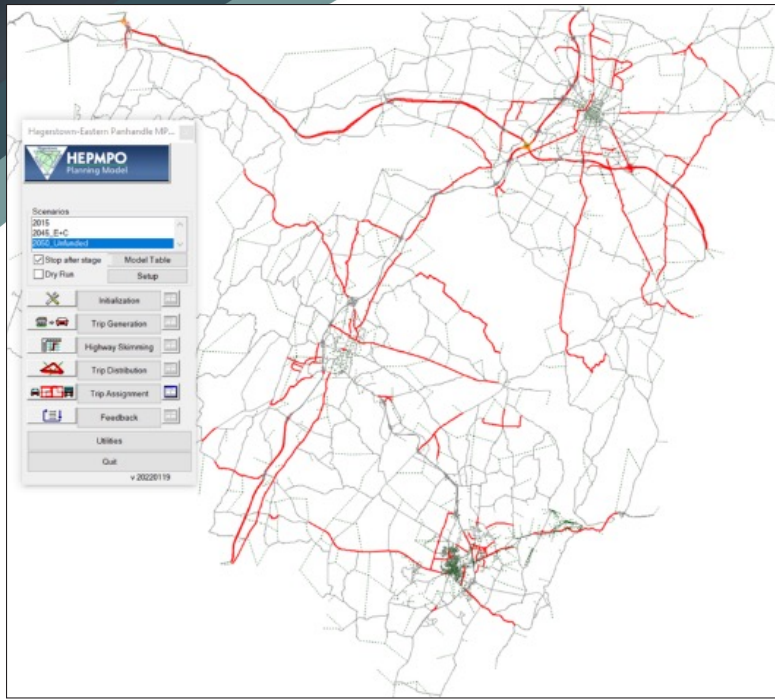 Hagerstown-Eastern Panhandle MP...
HEPMPO
Planning Model
Scenarios
2015
2045_E+C
2050_Unfunded
Stop after stage
Model Table
Dry Run
Setup
Initialization
Trip Generation
Highway Skimming
Trip Distribution
Trip Assignment
Feedback
Utilities
Quit
v 20220119